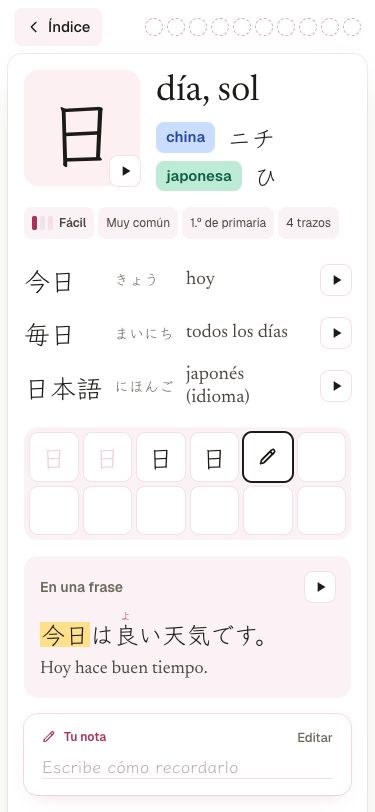 Índice
日
día, sol
china ニチ
japonesa ひ
Fácil Muy común 1.º de primaria 4 trazos
今日 きょう hoy
毎日 まいにち todos los días
日本語 にほんご japonés (idioma)
日 日 日 日
En una frase
よ
今日は良い天気です。
Hoy hace buen tiempo.
Tu nota Editar
Escribe cómo recordarlo